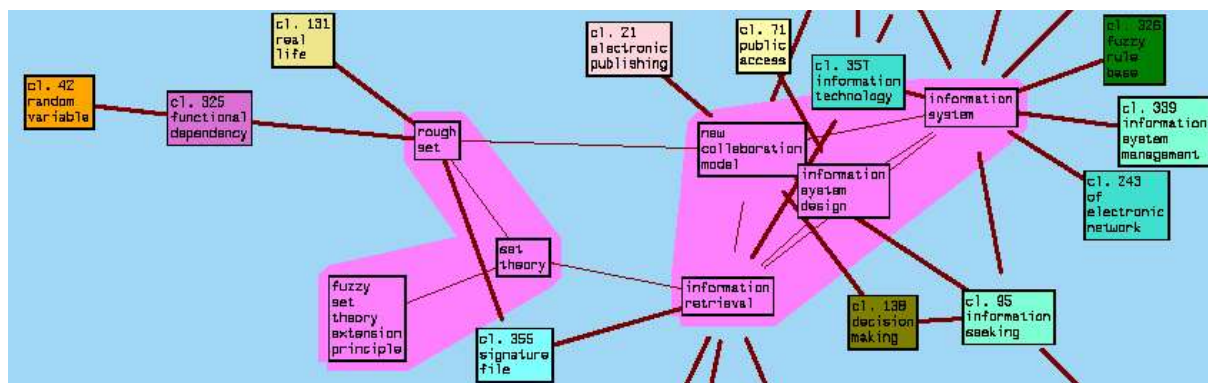 cl. 42
random
variable
cl. 325
functional
dependency
cl. 131
real
life
rough
set
fuzzy
set
theory
extension
principle
set
theory
cl. 355
signature
file
cl. 21
electronic
publishing
cl. 71
public
access
cl. 357
information
technology
new
collaboration
model
information
system
design
information
retrieval
information
system
cl. 326
fuzzy
rule
base
cl. 339
information
system
management
cl. 243
of
electronic
network
cl. 138
decision
making
cl. 95
information
seeking